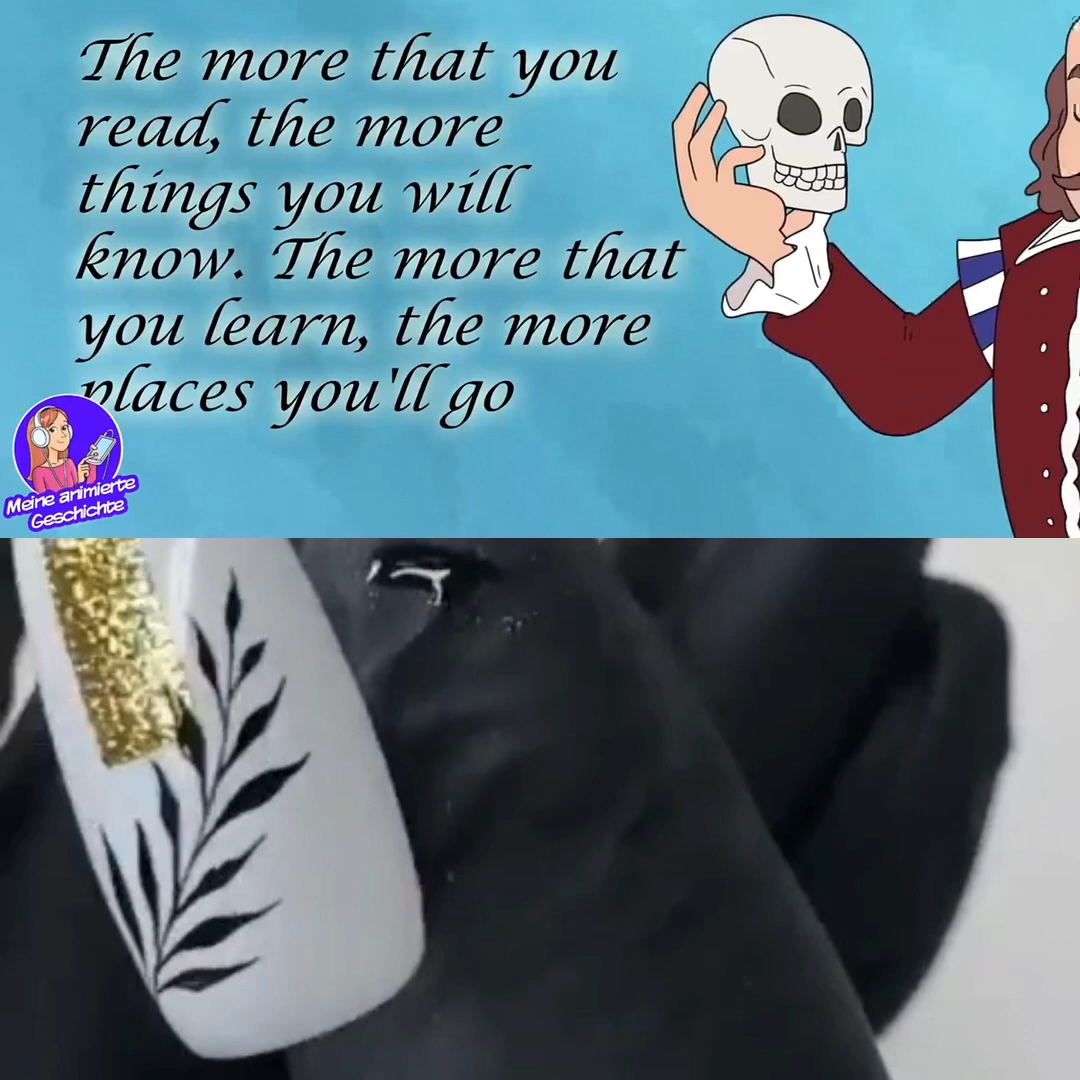 The more that you
read, the more
things you will
know. The more that
you learn, the more
places you'll go
Meine animierte
Geschichte